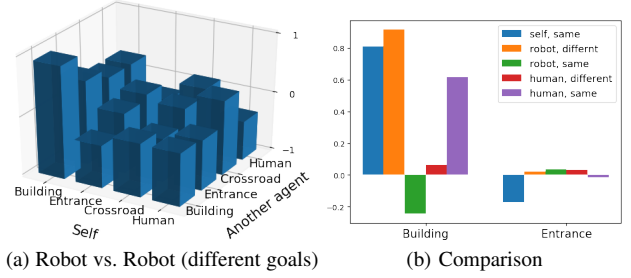 1
0
−1
Building
Entrance
Crossroad
Human
Self
Building
Entrance
Crossroad
Human
Another agent
(a) Robot vs. Robot (different goals)
0.8
0.6
0.4
0.2
0.0
−0.2
self, same
robot, differnt
robot, same
human, different
human, same
Building
Entrance
(b) Comparison